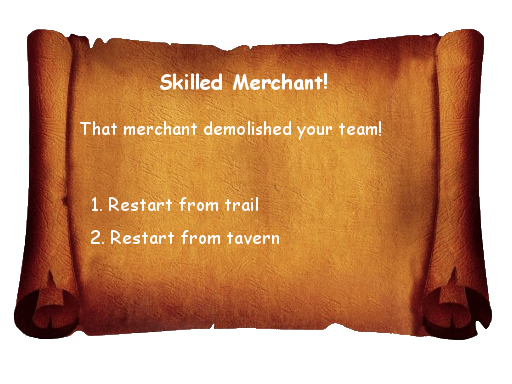 Skilled Merchant!
That merchant demolished your team!
1. Restart from trail
2. Restart from tavern